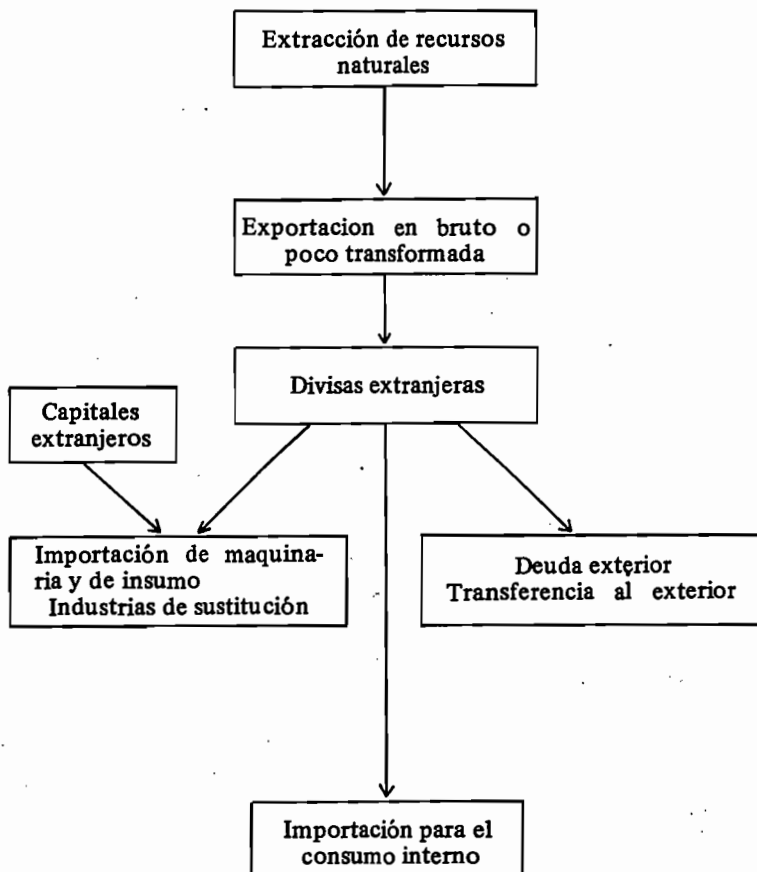 Extracción de recursos
naturales
Exportacion en bruto o
poco transformada
Divisas extranjeras
Capitales
extranjeros
Importación de maquina-
ria y de insumo
Industrias de sustitución
Deuda exterior
Transferencia al exterior
Importación para el
consumo interno